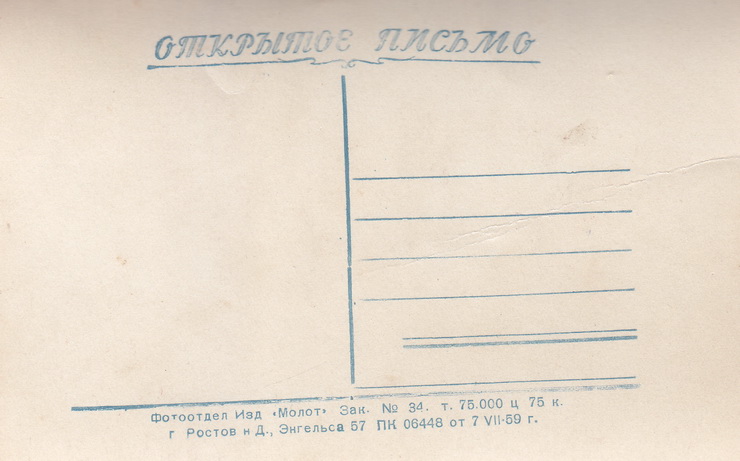 ОТКРЫТОЕ ПИСЬМО
Фотоотдел Изд «Молот» Зак. № 34. т. 75.000 ц 75 к.
г Ростов н Д., Энгельса 57 ПК 06448 от 7 VII-59 г.